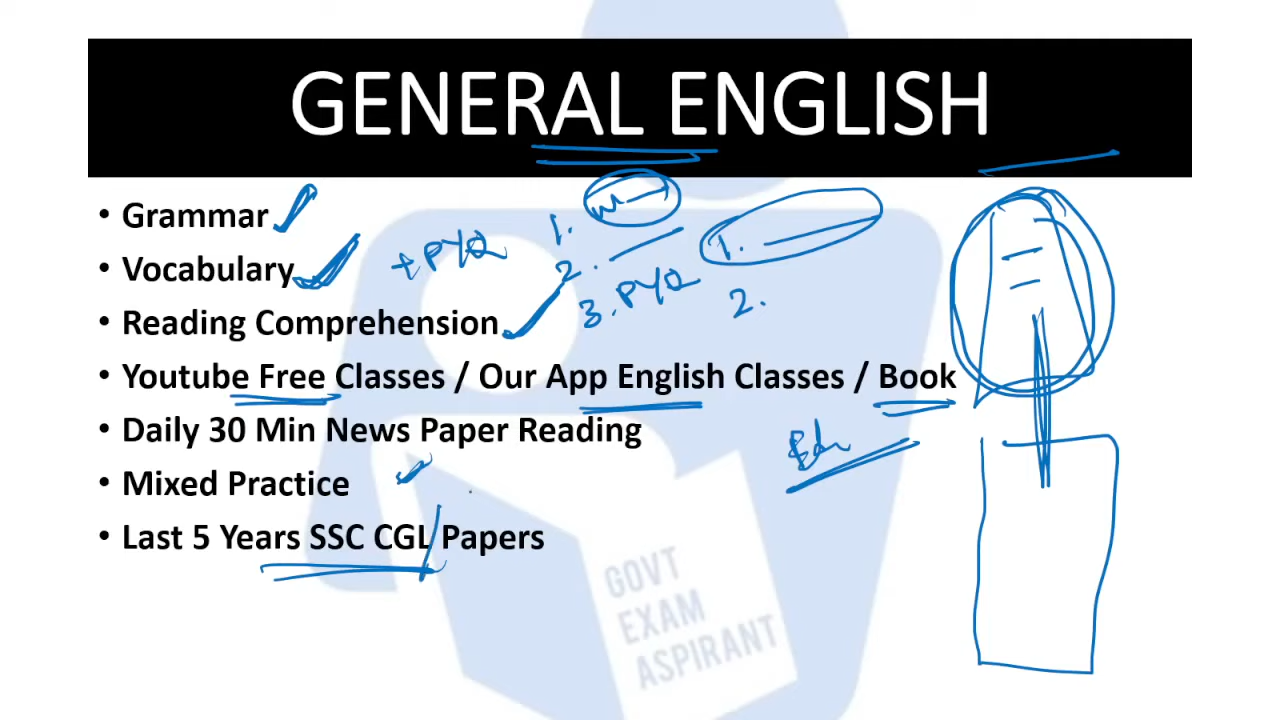 GENERAL ENGLISH
• Grammar
• Vocabulary
+ PYQ
1.
2.
3. PYQ
1.
2.
• Reading Comprehension
• Youtube Free Classes / Our App English Classes / Book
• Daily 30 Min News Paper Reading
• Mixed Practice
• Last 5 Years SSC CGL Papers
GOVT
EXAM
ASPIRANT